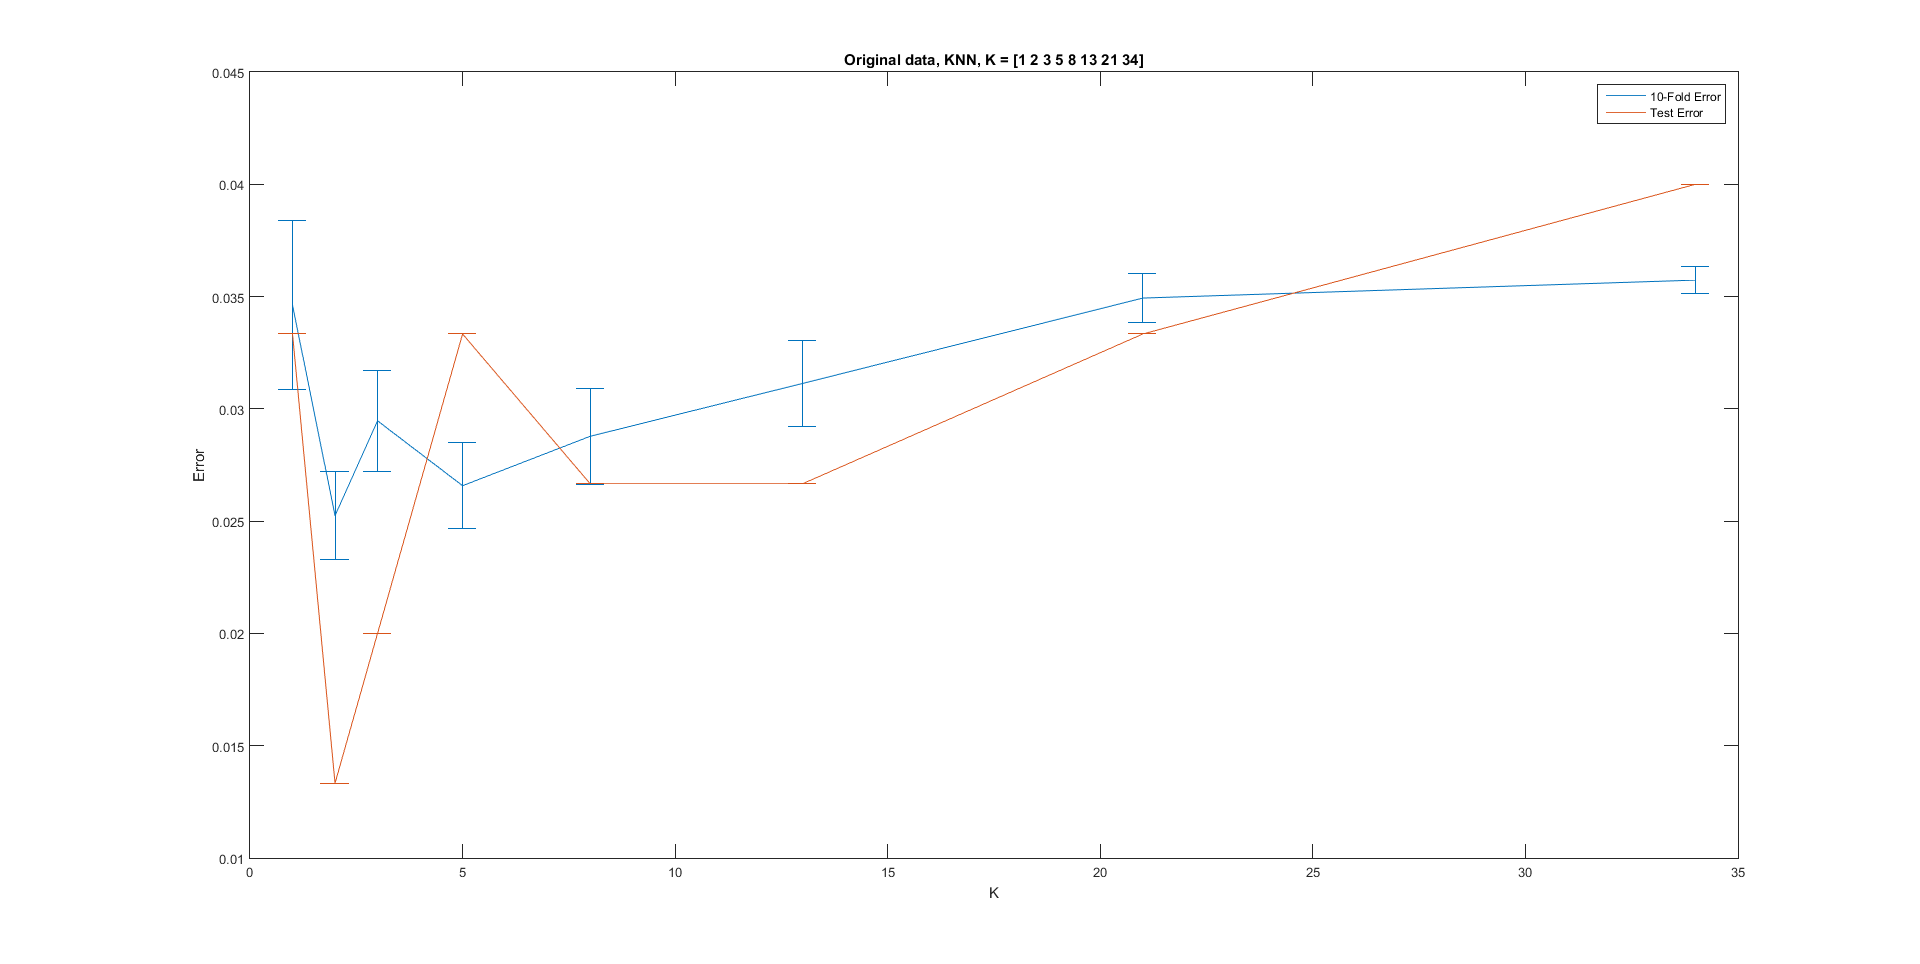 Original data, KNN, K = [1 2 3 5 8 13 21 34]
10-Fold Error
Test Error
0.045
0.04
0.035
0.03
0.025
0.02
0.015
0.01
Error
0 5 10 15 20 25 30 35
K